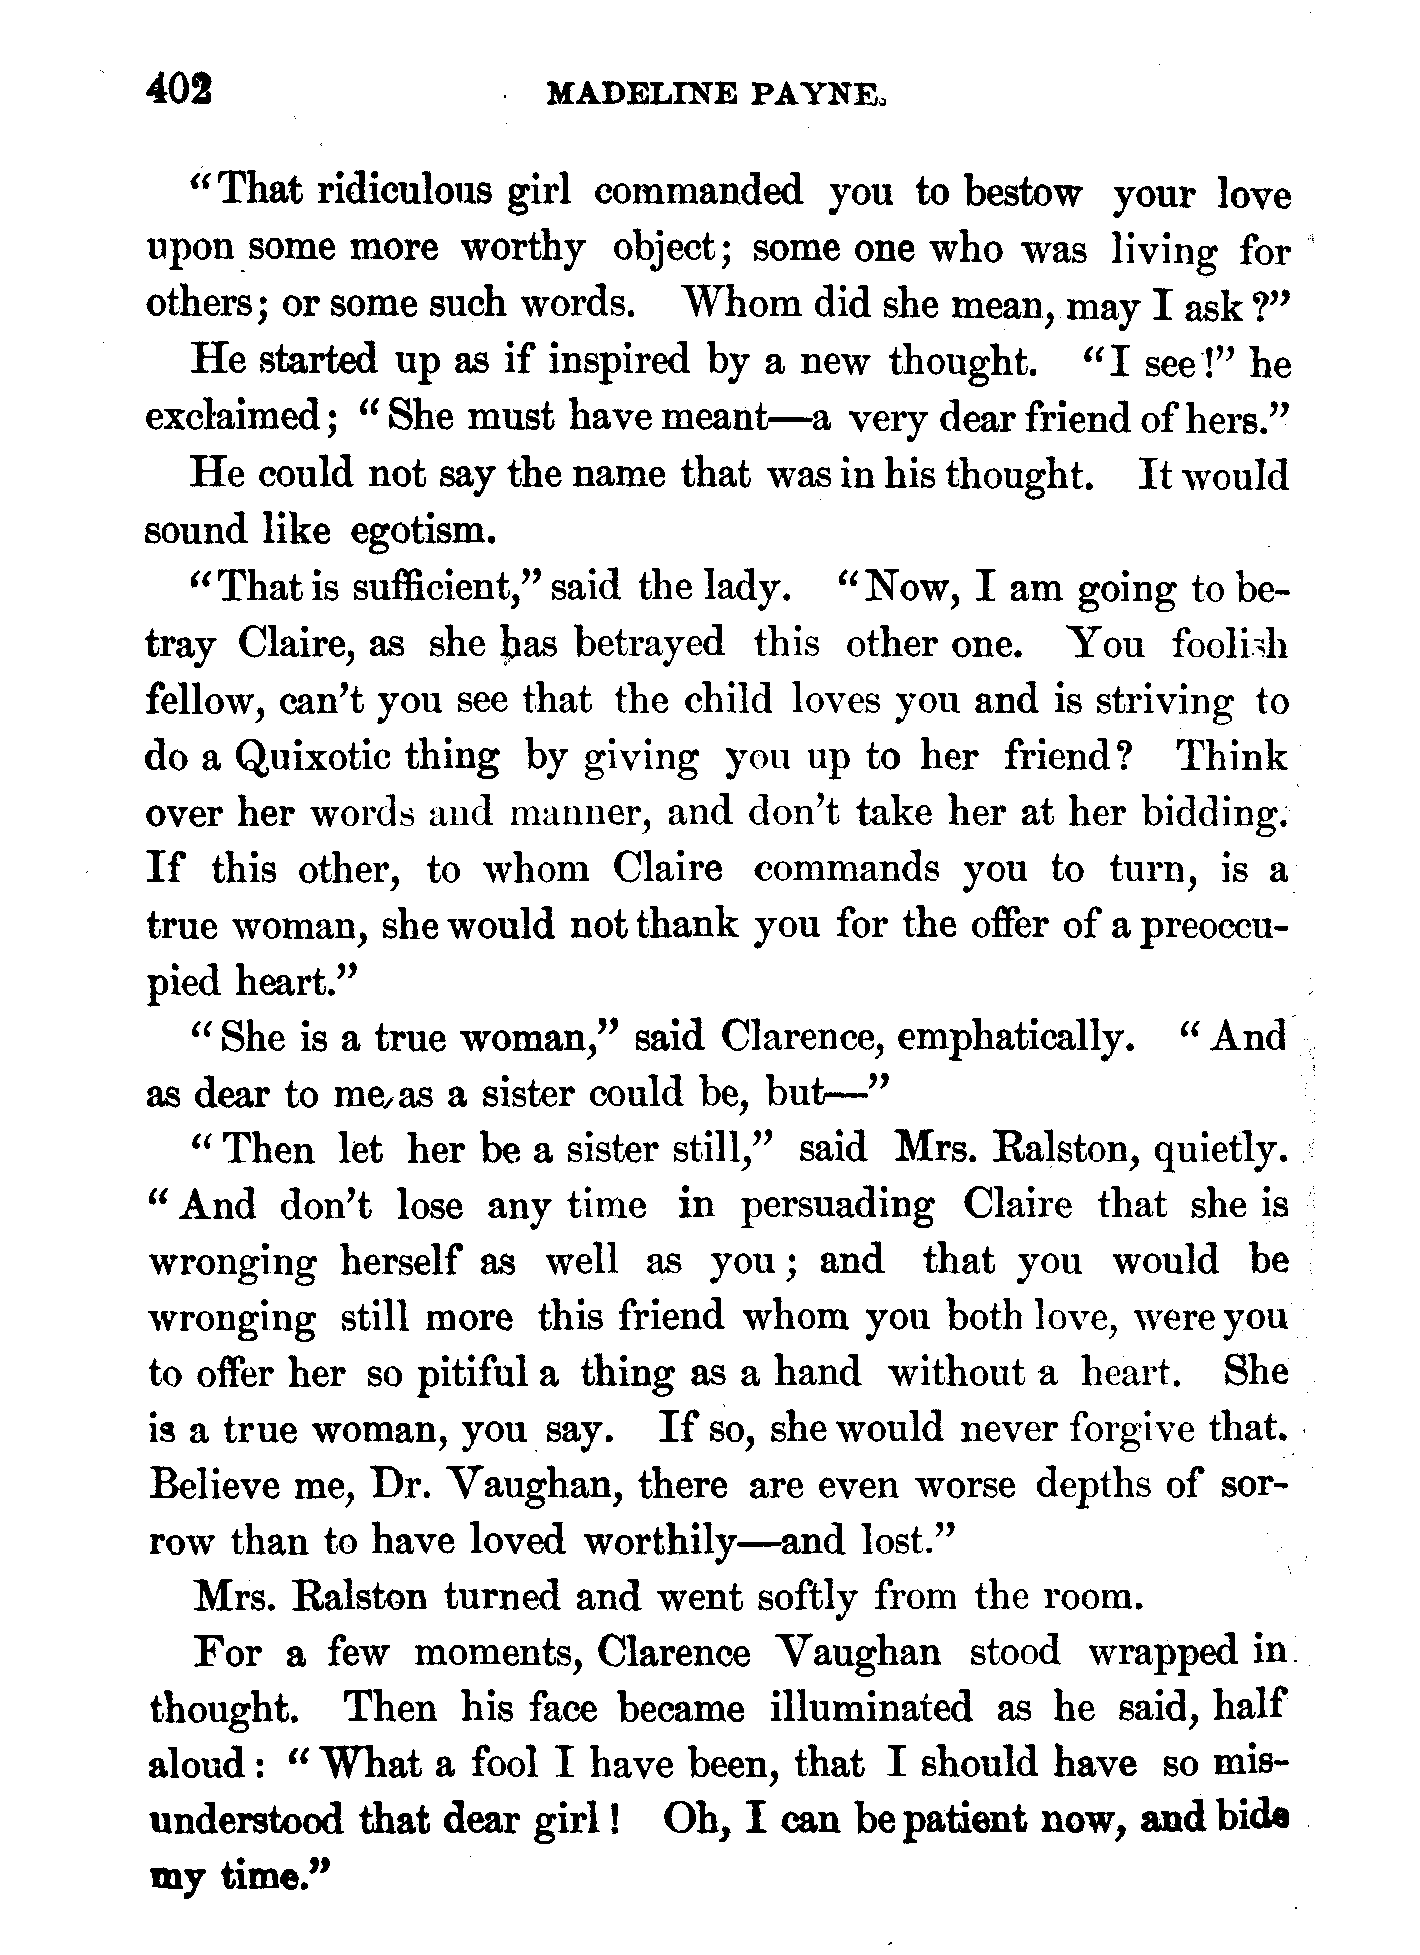 402 MADELINE PAYNE.
“That ridiculous girl commanded you to bestow your love
upon some more worthy object; some one who was living for
others; or some such words. Whom did she mean, may I ask?”
He started up as if inspired by a new thought. “I see!” he
exclaimed; “She must have meant—a very dear friend of hers.”
He could not say the name that was in his thought. It would
sound like egotism.
“That is sufficient,” said the lady. “Now, I am going to be-
tray Claire, as she has betrayed this other one. You foolish
fellow, can’t you see that the child loves you and is striving to
do a Quixotic thing by giving you up to her friend? Think
over her words and manner, and don’t take her at her bidding.
If this other, to whom Claire commands you to turn, is a
true woman, she would not thank you for the offer of a preoccu-
pied heart.”
“She is a true woman,” said Clarence, emphatically. “And
as dear to me, as a sister could be, but—”
“Then let her be a sister still,” said Mrs. Ralston, quietly.
“And don’t lose any time in persuading Claire that she is
wronging herself as well as you; and that you would be
wronging still more this friend whom you both love, were you
to offer her so pitiful a thing as a hand without a heart. She
is a true woman, you say. If so, she would never forgive that.
Believe me, Dr. Vaughan, there are even worse depths of sor-
row than to have loved worthily—and lost.”
Mrs. Ralston turned and went softly from the room.
For a few moments, Clarence Vaughan stood wrapped in
thought. Then his face became illuminated as he said, half
aloud: “What a fool I have been, that I should have so mis-
understood that dear girl! Oh, I can be patient now, and bide
my time.”